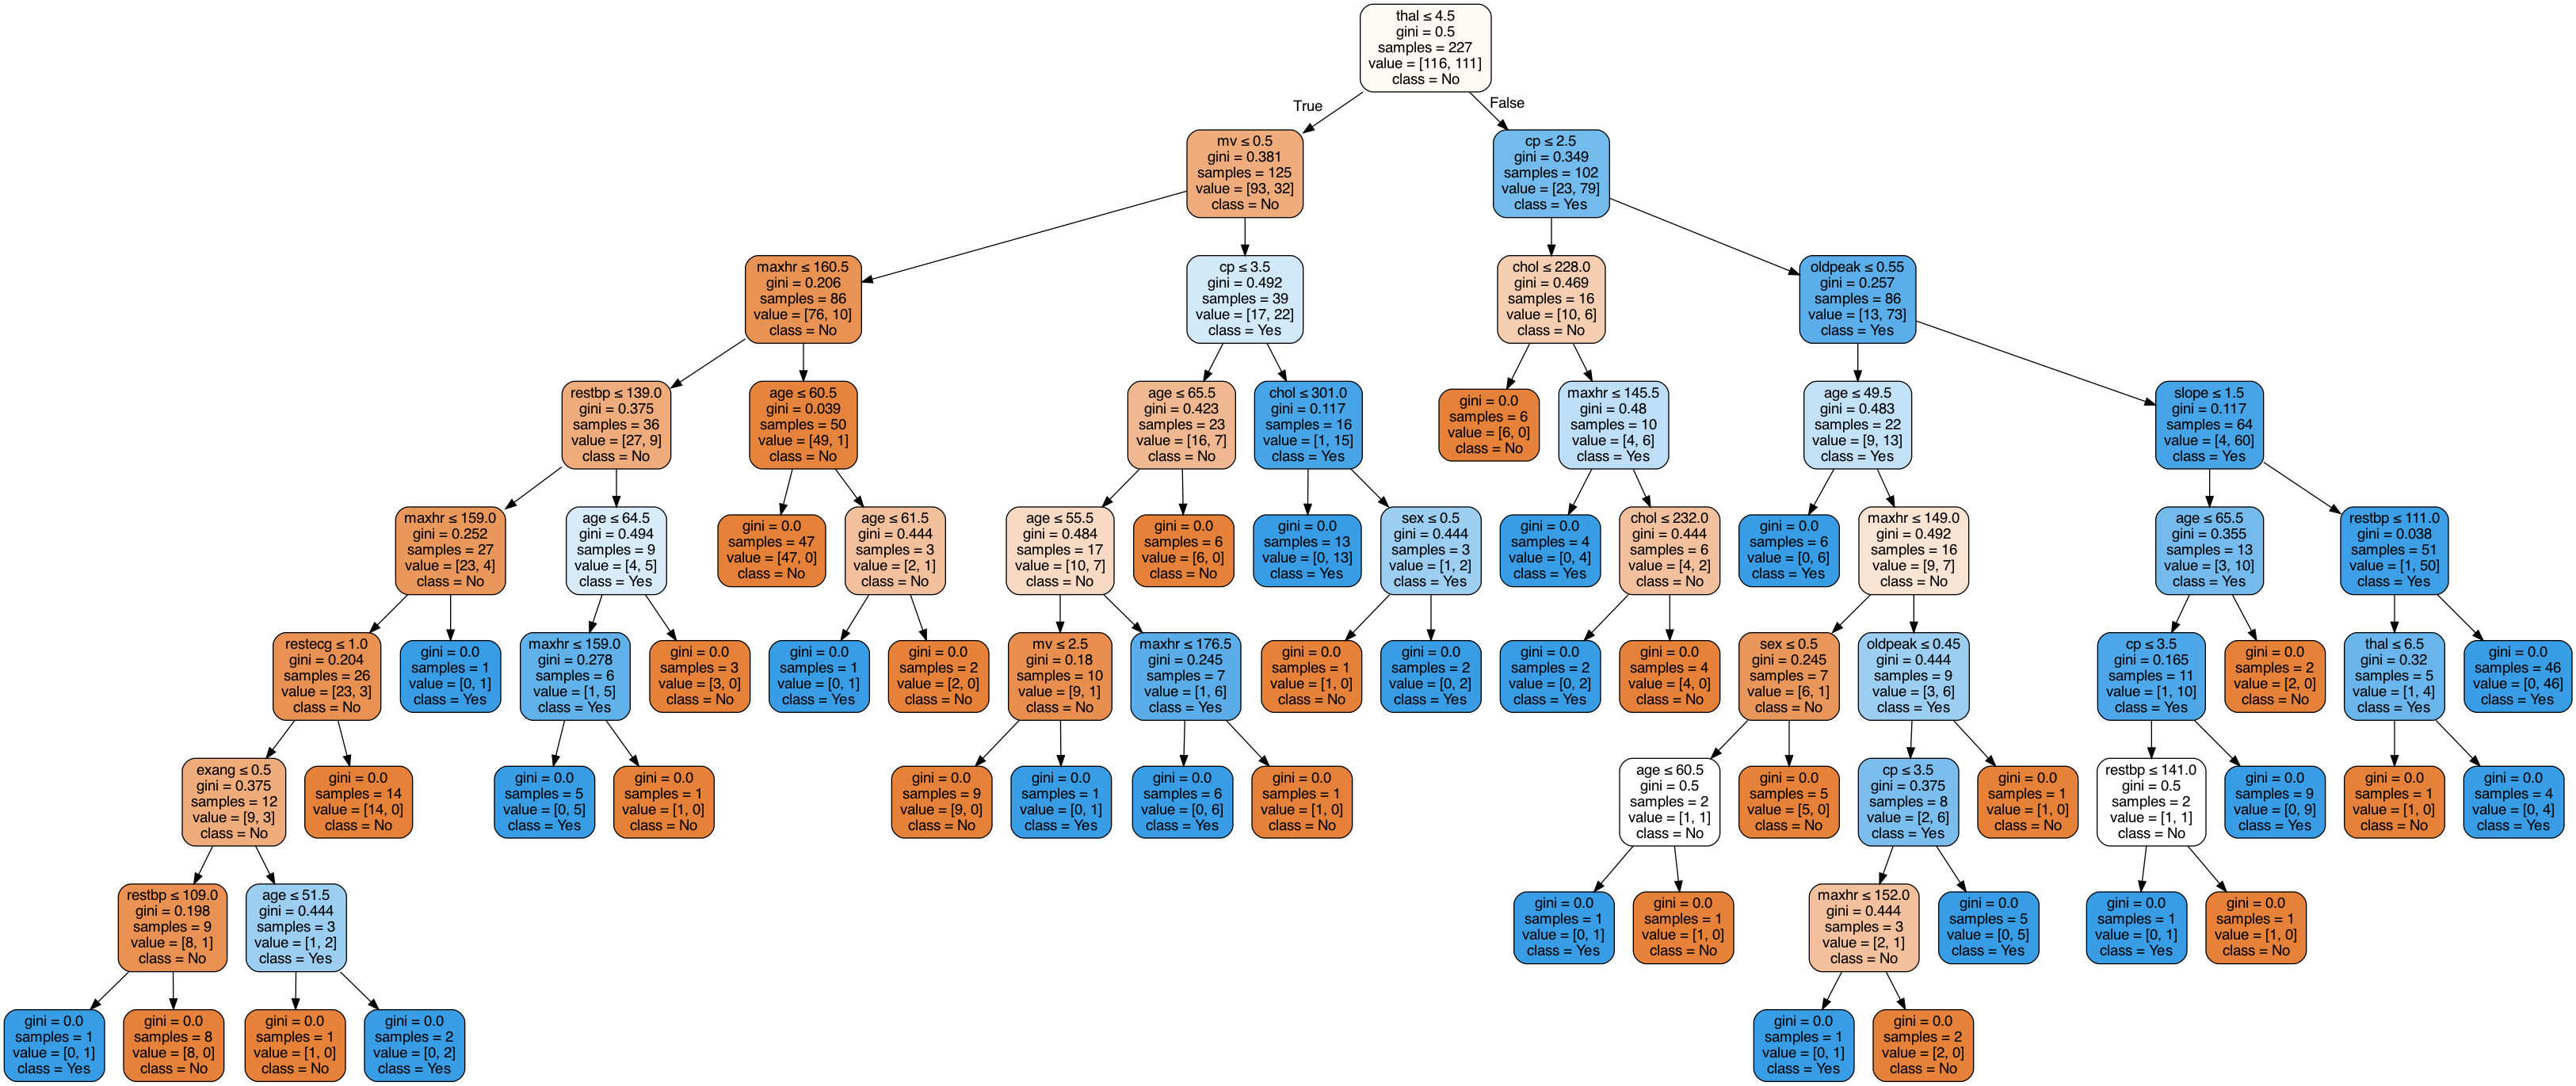 thal ≤ 4.5
gini = 0.5
samples = 227
value = [116, 111]
class = No
True
False
mv ≤ 0.5
gini = 0.381
samples = 125
value = [93, 32]
class = No
cp ≤ 2.5
gini = 0.349
samples = 102
value = [23, 79]
class = Yes
maxhr ≤ 160.5
gini = 0.206
samples = 86
value = [76, 10]
class = No
cp ≤ 3.5
gini = 0.492
samples = 39
value = [17, 22]
class = Yes
chol ≤ 228.0
gini = 0.469
samples = 16
value = [10, 6]
class = No
oldpeak ≤ 0.55
gini = 0.257
samples = 86
value = [13, 73]
class = Yes
restbp ≤ 139.0
gini = 0.375
samples = 36
value = [27, 9]
class = No
age ≤ 60.5
gini = 0.039
samples = 50
value = [49, 1]
class = No
age ≤ 65.5
gini = 0.423
samples = 23
value = [16, 7]
class = No
chol ≤ 301.0
gini = 0.117
samples = 16
value = [1, 15]
class = Yes
gini = 0.0
samples = 6
value = [6, 0]
class = No
maxhr ≤ 145.5
gini = 0.48
samples = 10
value = [4, 6]
class = Yes
age ≤ 49.5
gini = 0.483
samples = 22
value = [9, 13]
class = Yes
slope ≤ 1.5
gini = 0.117
samples = 64
value = [4, 60]
class = Yes
maxhr ≤ 159.0
gini = 0.252
samples = 27
value = [23, 4]
class = No
age ≤ 64.5
gini = 0.494
samples = 9
value = [4, 5]
class = Yes
gini = 0.0
samples = 47
value = [47, 0]
class = No
age ≤ 61.5
gini = 0.444
samples = 3
value = [2, 1]
class = No
age ≤ 55.5
gini = 0.484
samples = 17
value = [10, 7]
class = No
gini = 0.0
samples = 6
value = [6, 0]
class = No
gini = 0.0
samples = 13
value = [0, 13]
class = Yes
sex ≤ 0.5
gini = 0.444
samples = 3
value = [1, 2]
class = Yes
gini = 0.0
samples = 4
value = [0, 4]
class = Yes
chol ≤ 232.0
gini = 0.444
samples = 6
value = [4, 2]
class = No
gini = 0.0
samples = 6
value = [0, 6]
class = Yes
maxhr ≤ 149.0
gini = 0.492
samples = 16
value = [9, 7]
class = No
age ≤ 65.5
gini = 0.355
samples = 13
value = [3, 10]
class = Yes
restbp ≤ 111.0
gini = 0.038
samples = 51
value = [1, 50]
class = Yes
restecg ≤ 1.0
gini = 0.204
samples = 26
value = [23, 3]
class = No
gini = 0.0
samples = 1
value = [0, 1]
class = Yes
maxhr ≤ 159.0
gini = 0.278
samples = 6
value = [1, 5]
class = Yes
gini = 0.0
samples = 3
value = [3, 0]
class = No
gini = 0.0
samples = 1
value = [0, 1]
class = Yes
gini = 0.0
samples = 2
value = [2, 0]
class = No
mv ≤ 2.5
gini = 0.18
samples = 10
value = [9, 1]
class = No
maxhr ≤ 176.5
gini = 0.245
samples = 7
value = [1, 6]
class = Yes
gini = 0.0
samples = 1
value = [1, 0]
class = No
gini = 0.0
samples = 2
value = [0, 2]
class = Yes
gini = 0.0
samples = 2
value = [0, 2]
class = Yes
gini = 0.0
samples = 4
value = [4, 0]
class = No
sex ≤ 0.5
gini = 0.245
samples = 7
value = [6, 1]
class = No
oldpeak ≤ 0.45
gini = 0.444
samples = 9
value = [3, 6]
class = Yes
cp ≤ 3.5
gini = 0.165
samples = 11
value = [1, 10]
class = Yes
gini = 0.0
samples = 2
value = [2, 0]
class = No
thal ≤ 6.5
gini = 0.32
samples = 5
value = [1, 4]
class = Yes
gini = 0.0
samples = 46
value = [0, 46]
class = Yes
exang ≤ 0.5
gini = 0.375
samples = 12
value = [9, 3]
class = No
gini = 0.0
samples = 14
value = [14, 0]
class = No
gini = 0.0
samples = 5
value = [0, 5]
class = Yes
gini = 0.0
samples = 1
value = [1, 0]
class = No
gini = 0.0
samples = 9
value = [9, 0]
class = No
gini = 0.0
samples = 1
value = [0, 1]
class = Yes
gini = 0.0
samples = 6
value = [0, 6]
class = Yes
gini = 0.0
samples = 1
value = [1, 0]
class = No
age ≤ 60.5
gini = 0.5
samples = 2
value = [1, 1]
class = No
gini = 0.0
samples = 5
value = [5, 0]
class = No
cp ≤ 3.5
gini = 0.375
samples = 8
value = [2, 6]
class = Yes
gini = 0.0
samples = 1
value = [1, 0]
class = No
restbp ≤ 141.0
gini = 0.5
samples = 2
value = [1, 1]
class = No
gini = 0.0
samples = 9
value = [0, 9]
class = Yes
gini = 0.0
samples = 1
value = [1, 0]
class = No
gini = 0.0
samples = 4
value = [0, 4]
class = Yes
restbp ≤ 109.0
gini = 0.198
samples = 9
value = [8, 1]
class = No
age ≤ 51.5
gini = 0.444
samples = 3
value = [1, 2]
class = Yes
gini = 0.0
samples = 1
value = [0, 1]
class = Yes
gini = 0.0
samples = 1
value = [1, 0]
class = No
maxhr ≤ 152.0
gini = 0.444
samples = 3
value = [2, 1]
class = No
gini = 0.0
samples = 5
value = [0, 5]
class = Yes
gini = 0.0
samples = 1
value = [0, 1]
class = Yes
gini = 0.0
samples = 1
value = [1, 0]
class = No
gini = 0.0
samples = 1
value = [0, 1]
class = Yes
gini = 0.0
samples = 8
value = [8, 0]
class = No
gini = 0.0
samples = 1
value = [1, 0]
class = No
gini = 0.0
samples = 2
value = [0, 2]
class = Yes
gini = 0.0
samples = 1
value = [0, 1]
class = Yes
gini = 0.0
samples = 2
value = [2, 0]
class = No